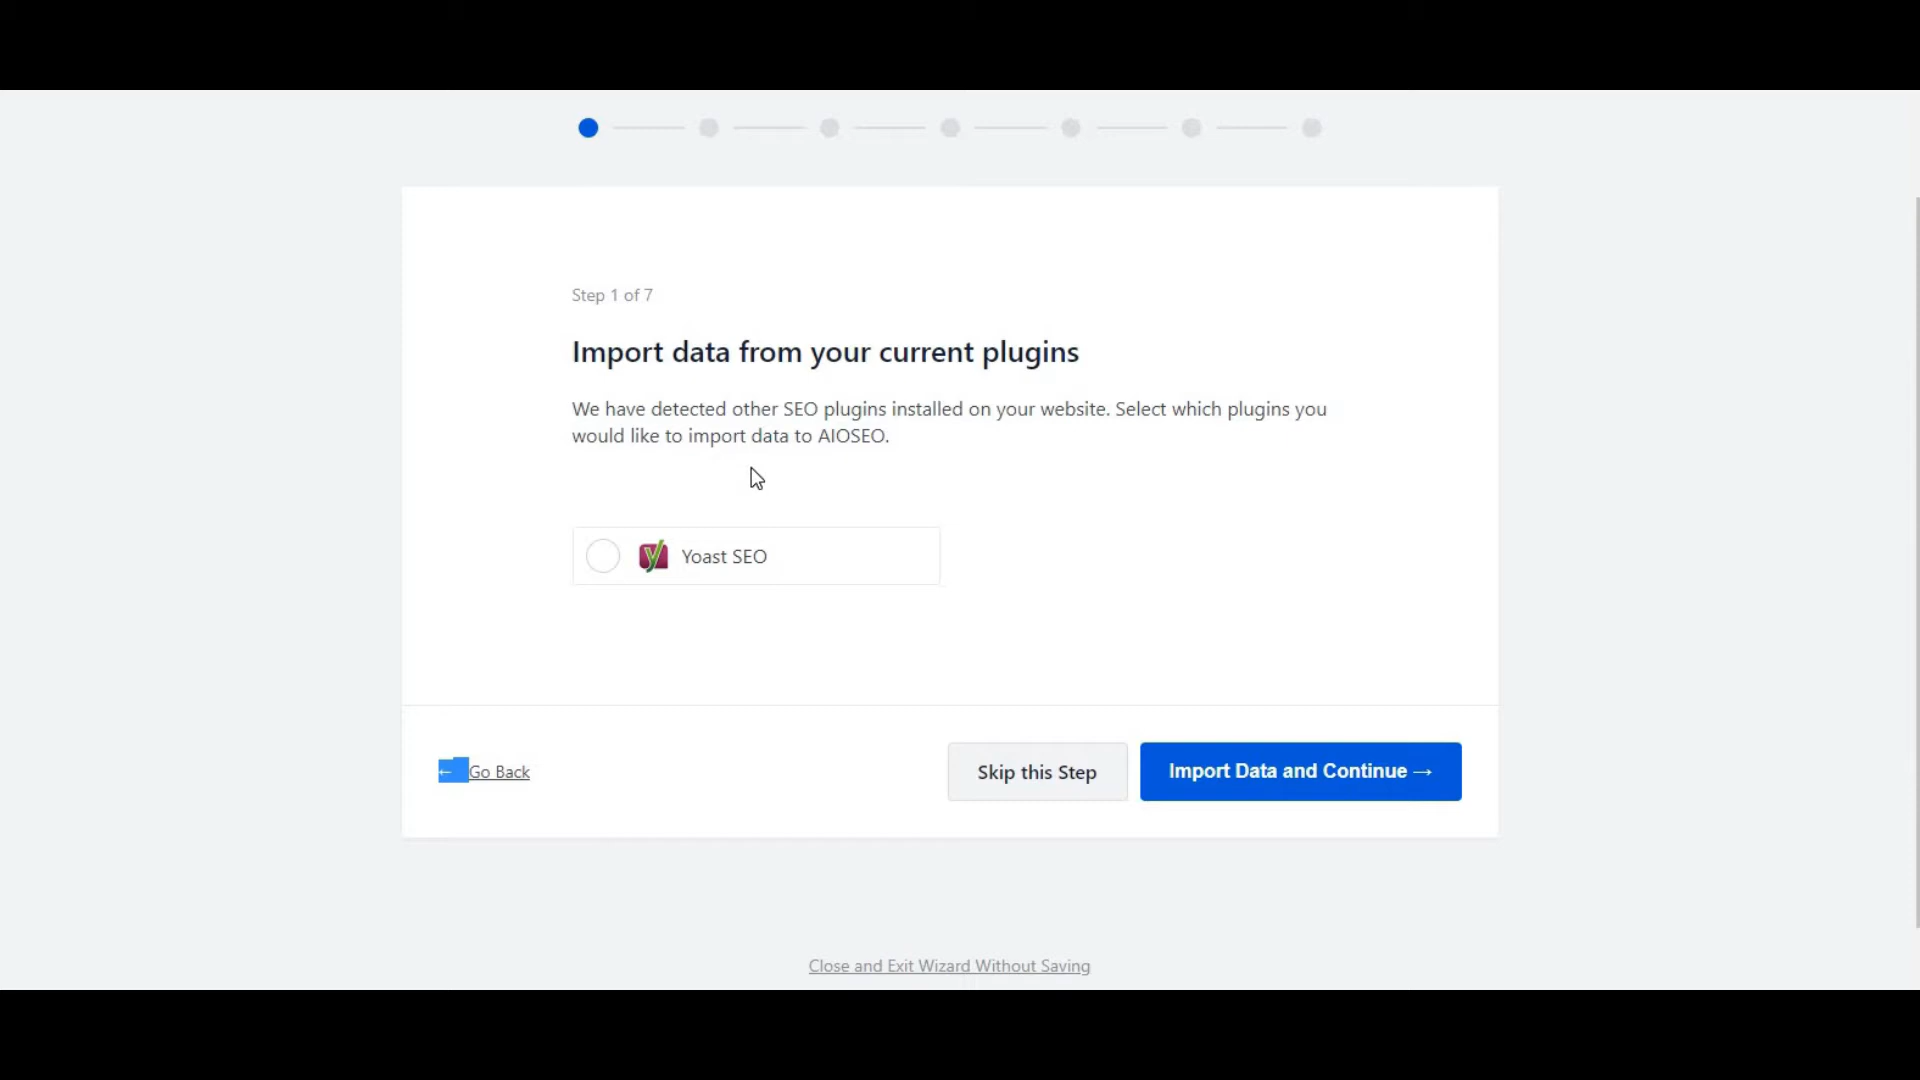 Step 1 of 7
Import data from your current plugins
We have detected other SEO plugins installed on your website. Select which plugins you
would like to import data to AIOSEO.
Yoast SEO
←Go Back
Skip this Step
Import Data and Continue →
Close and Exit Wizard Without Saving